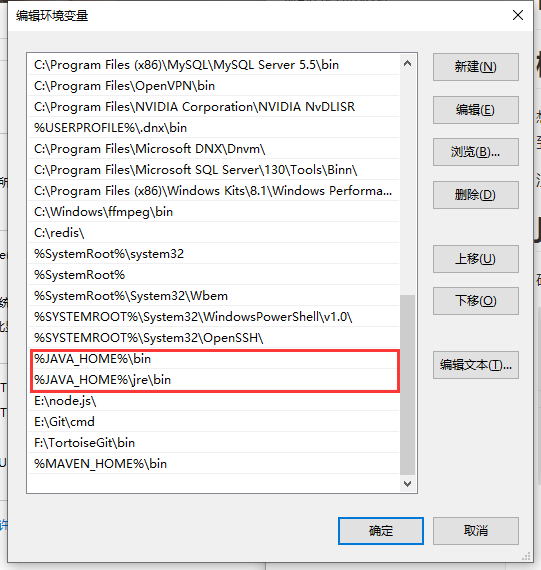 编辑环境变量
C:\Program Files (x86)\MySQL\MySQL Server 5.5\bin
C:\Program Files\OpenVPN\bin
C:\Program Files\NVIDIA Corporation\NVIDIA NvDLISR
%USERPROFILE%\.dnx\bin
C:\Program Files\Microsoft DNX\Dnvm\
C:\Program Files\Microsoft SQL Server\130\Tools\Binn\
C:\Program Files (x86)\Windows Kits\8.1\Windows Performa...
C:\Windows\ffmpeg\bin
C:\redis\
%SystemRoot%\system32
%SystemRoot%
%SystemRoot%\System32\Wbem
%SYSTEMROOT%\System32\WindowsPowerShell\v1.0\
%SYSTEMROOT%\System32\OpenSSH\
%JAVA_HOME%\bin
%JAVA_HOME%\jre\bin
E:\node.js\
E:\Git\cmd
F:\TortoiseGit\bin
%MAVEN_HOME%\bin
新建(N)
编辑(E)
浏览(B)...
删除(D)
上移(U)
下移(O)
编辑文本(T)...
确定
取消